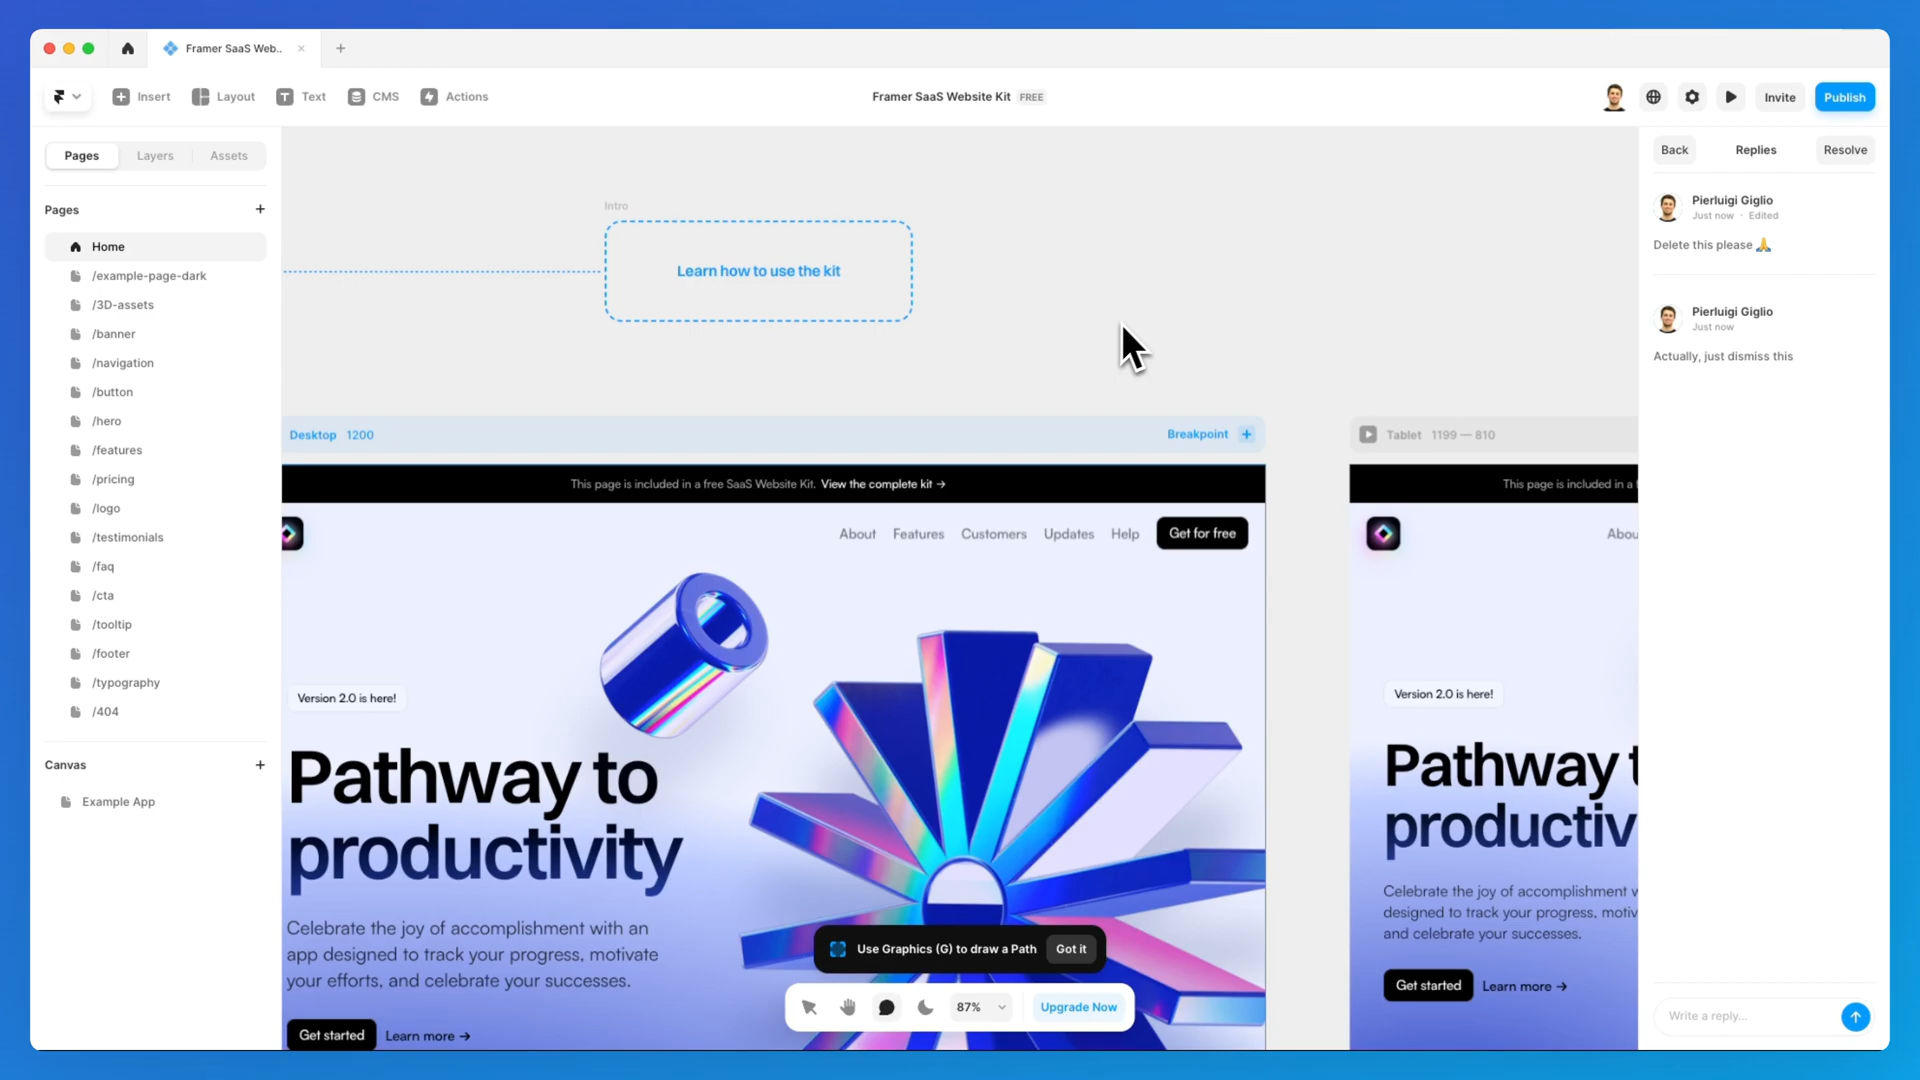 Framer SaaS Web..
Insert
Layout
Text
CMS
Actions
Framer SaaS Website Kit FREE
Invite
Publish
Pages
Layers
Assets
Pages
Home
/example-page-dark
/3D-assets
/banner
/navigation
/button
/hero
/features
/pricing
/logo
/testimonials
/faq
/cta
/tooltip
/footer
/typography
/404
Canvas
Example App
Intro
Learn how to use the kit
Desktop 1200
Breakpoint
This page is included in a free SaaS Website Kit. View the complete kit →
About
Features
Customers
Updates
Help
Get for free
Version 2.0 is here!
Pathway to
productivity
Celebrate the joy of accomplishment with an
app designed to track your progress, motivate
your efforts, and celebrate your successes.
Get started
Learn more →
Use Graphics (G) to draw a Path
Got it
87%
Upgrade Now
Tablet 1199 — 810
This page is included in a
Abou
Version 2.0 is here!
Pathway t
productiv
Celebrate the joy of accomplishment
designed to track your progress, motiv
and celebrate your successes.
Get started
Learn more →
Back
Replies
Resolve
Pierluigi Giglio
Just now · Edited
Delete this please 🙏
Pierluigi Giglio
Just now
Actually, just dismiss this
Write a reply...